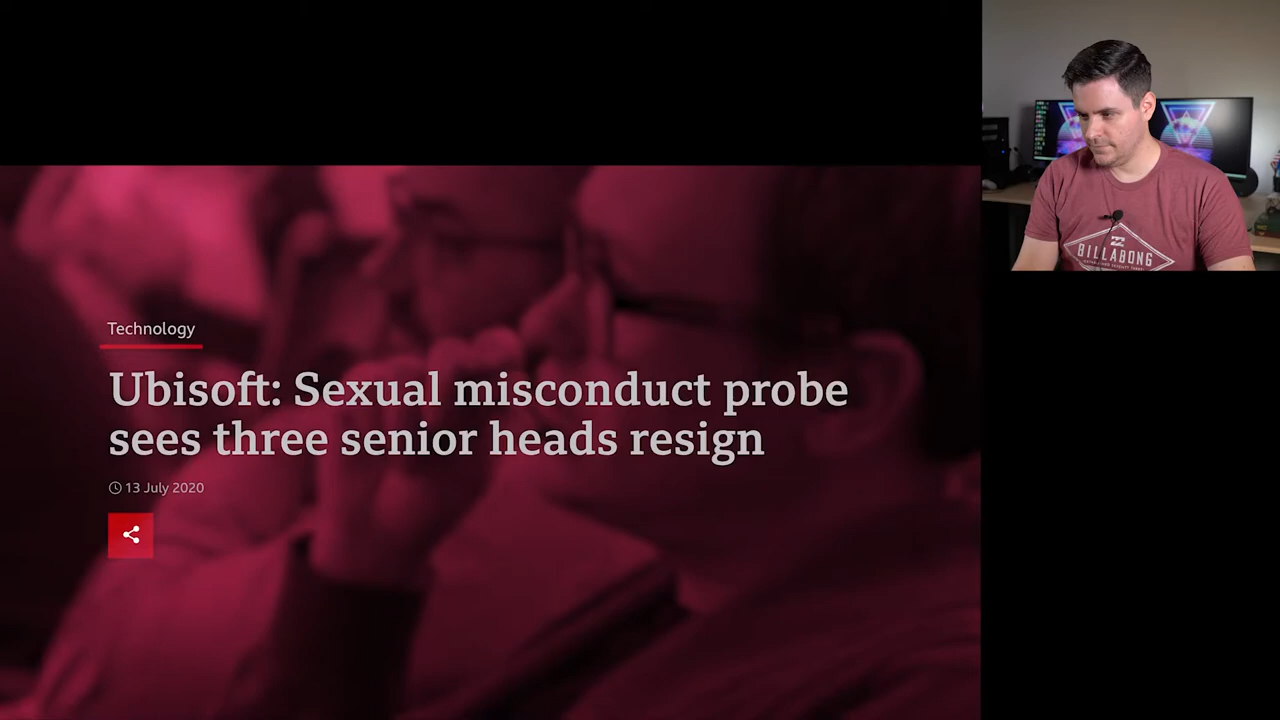 Technology
Ubisoft: Sexual misconduct probe
sees three senior heads resign
13 July 2020
BILLABONG